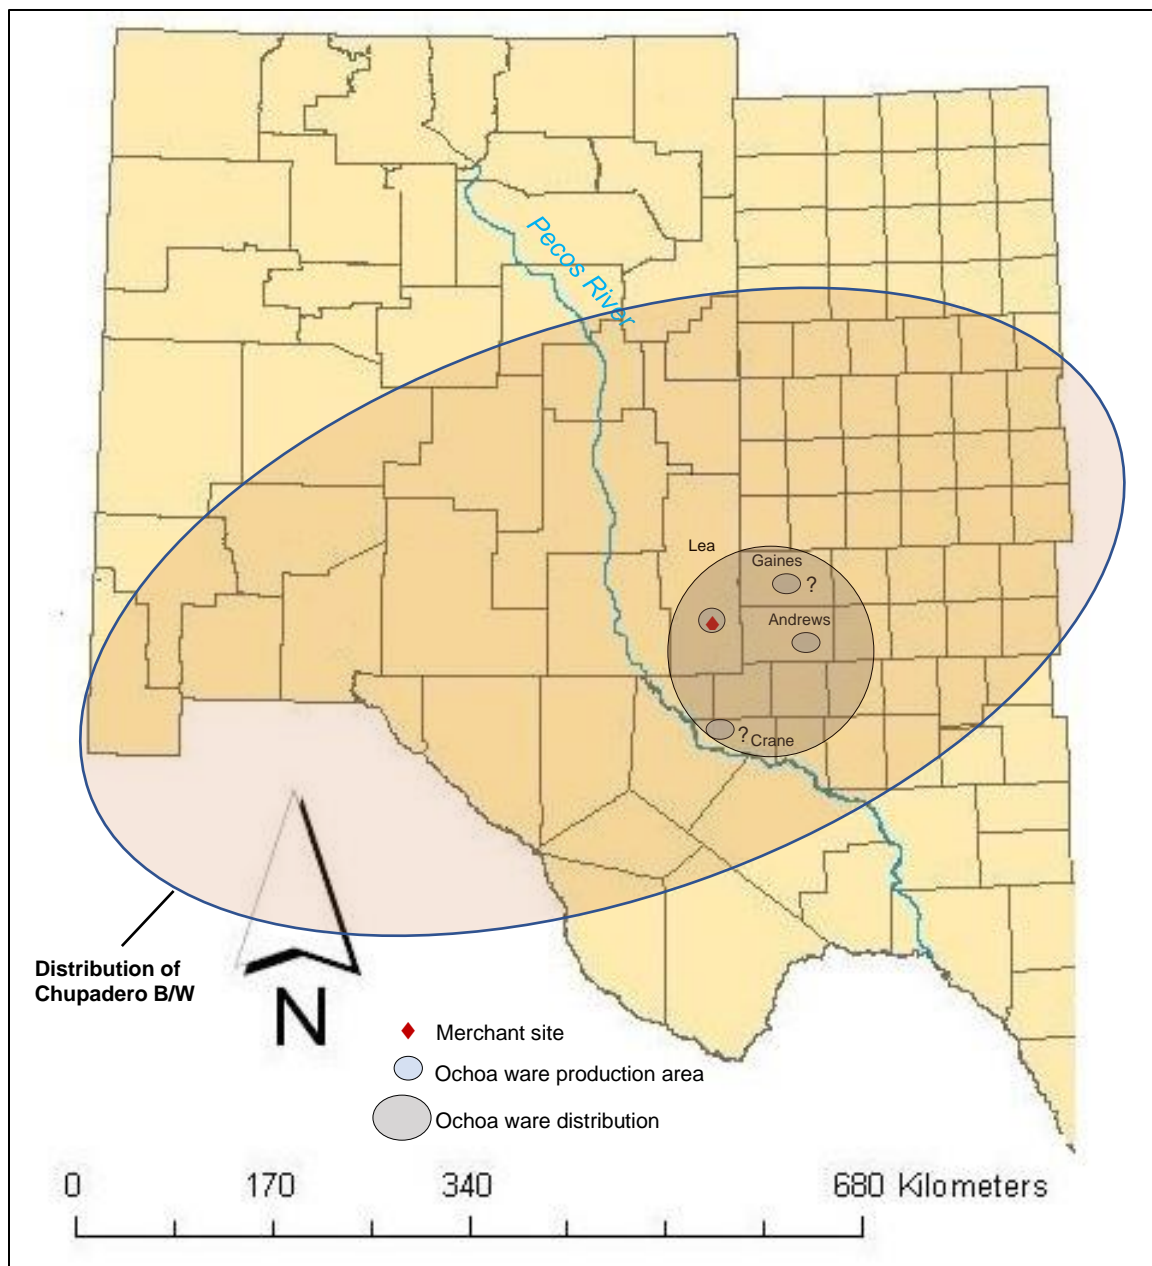 Pecos River
Lea
Gaines
?
Andrews
?
Crane
Distribution of
Chupadero B/W
N
Merchant site
Ochoa ware production area
Ochoa ware distribution
0 170 340 680 Kilometers